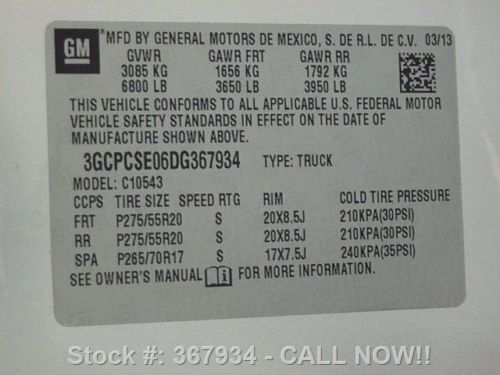 GM MFD BY GENERAL MOTORS DE MEXICO, S. DE R.L. DE C.V. 03/13
GVWR GAWR FRT GAWR RR
3085 KG 1656 KG 1792 KG
6800 LB 3650 LB 3950 LB
THIS VEHICLE CONFORMS TO ALL APPLICABLE U.S. FEDERAL MOTOR
VEHICLE SAFETY STANDARDS IN EFFECT ON THE DATE OF
MANUFACTURE SHOWN ABOVE.
3GCPCSE06DG367934 TYPE: TRUCK
MODEL: C10543
CCPS TIRE SIZE SPEED RTG RIM COLD TIRE PRESSURE
FRT P275/55R20 S 20X8.5J 210KPA(30PSI)
RR P275/55R20 S 20X8.5J 210KPA(30PSI)
SPA P265/70R17 S 17X7.5J 240KPA(35PSI)
SEE OWNER'S MANUAL FOR MORE INFORMATION.
Stock #: 367934 - CALL NOW!!